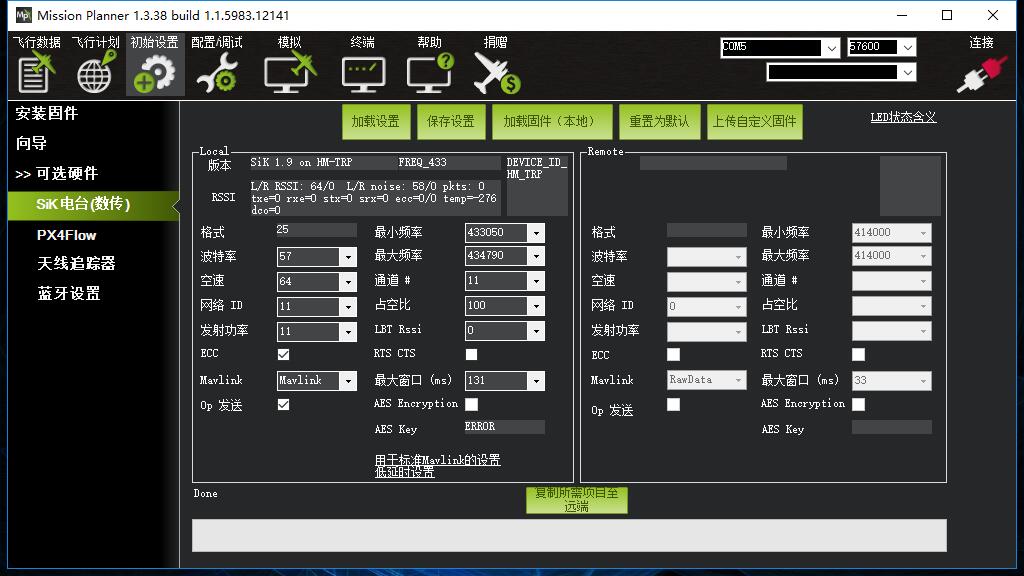 Mission Planner 1.3.38 build 1.1.5983.12141
飞行数据 飞行计划 初始设置 配置/调试 模拟 终端 帮助 捐赠
COM5 57600 连接
安装固件
向导
>> 可选硬件
SiK电台(数传)
PX4Flow
天线追踪器
蓝牙设置
加载设置 保存设置 加载固件（本地） 重置为默认 上传自定义固件 LED状态含义
Local
版本 SiK 1.9 on HM-TRP FREQ_433 DEVICE_ID_
HM_TRP
RSSI L/R RSSI: 64/0 L/R noise: 58/0 pkts: 0
txe=0 rxe=0 stx=0 srx=0 ecc=0/0 temp=-276
dco=0
格式 25 最小频率 433050
波特率 57 最大频率 434790
空速 64 通道 # 11
网络 ID 11 占空比 100
发射功率 11 LBT Rssi 0
ECC RTS CTS
Mavlink Mavlink 最大窗口 (ms) 131
Op 发送 AES Encryption
AES Key ERROR
用于标准Mavlink的设置
低延时设置
Remote
格式 最小频率 414000
波特率 最大频率 414000
空速 通道 #
网络 ID 0 占空比
发射功率 LBT Rssi
ECC RTS CTS
Mavlink RawData 最大窗口 (ms) 33
Op 发送 AES Encryption
AES Key
Done
复制所需项目至
远端